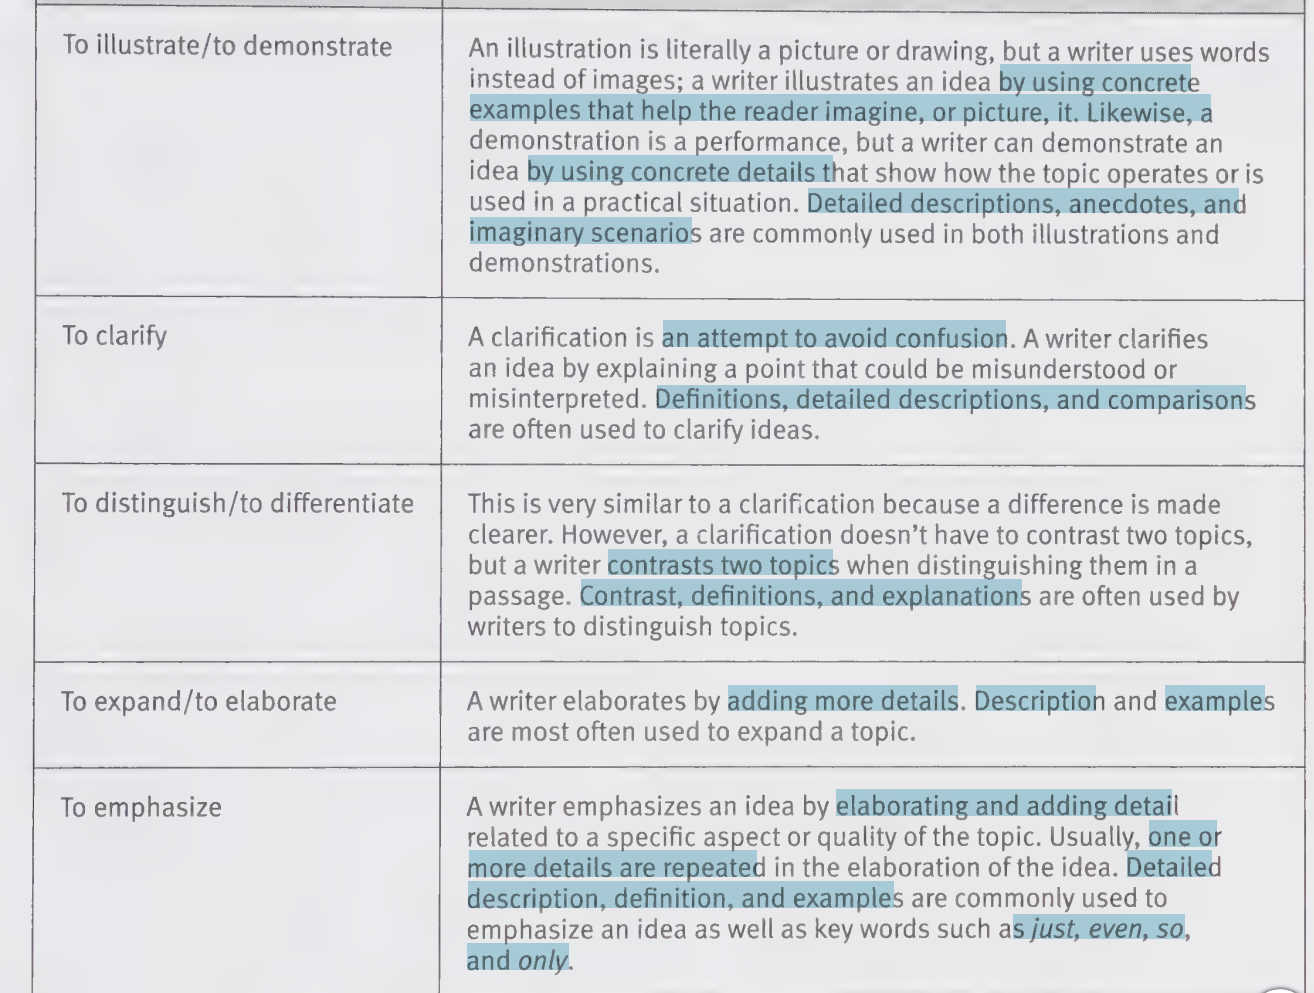 To illustrate/to demonstrate
An illustration is literally a picture or drawing, but a writer uses words
instead of images; a writer illustrates an idea by using concrete
examples that help the reader imagine, or picture, it. Likewise, a
demonstration is a performance, but a writer can demonstrate an
idea by using concrete details that show how the topic operates or is
used in a practical situation. Detailed descriptions, anecdotes, and
imaginary scenarios are commonly used in both illustrations and
demonstrations.
To clarify
A clarification is an attempt to avoid confusion. A writer clarifies
an idea by explaining a point that could be misunderstood or
misinterpreted. Definitions, detailed descriptions, and comparisons
are often used to clarify ideas.
To distinguish/to differentiate
This is very similar to a clarification because a difference is made
clearer. However, a clarification doesn't have to contrast two topics,
but a writer contrasts two topics when distinguishing them in a
passage. Contrast, definitions, and explanations are often used by
writers to distinguish topics.
To expand/to elaborate
A writer elaborates by adding more details. Description and examples
are most often used to expand a topic.
To emphasize
A writer emphasizes an idea by elaborating and adding detail
related to a specific aspect or quality of the topic. Usually, one or
more details are repeated in the elaboration of the idea. Detailed
description, definition, and examples are commonly used to
emphasize an idea as well as key words such as just, even, so,
and only.